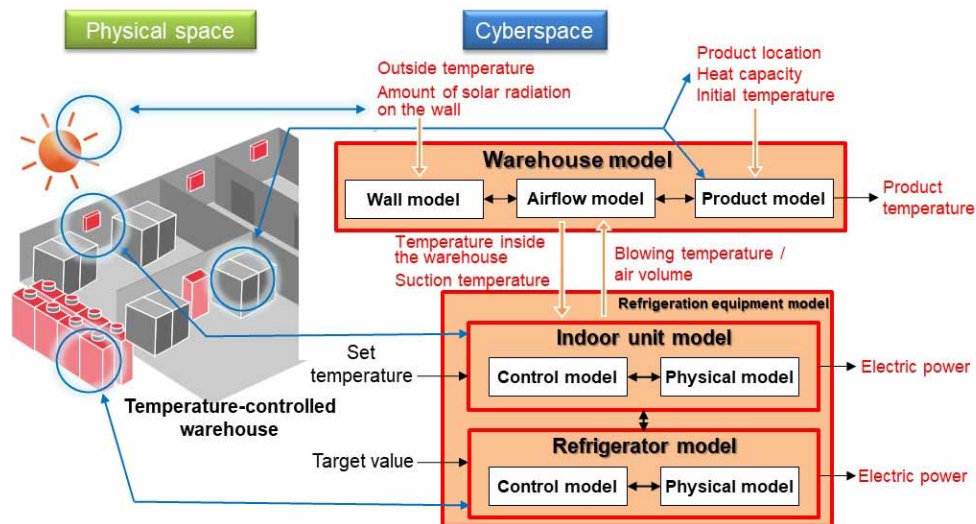 Physical space
Cyberspace
Outside temperature
Amount of solar radiation
on the wall
Product location
Heat capacity
Initial temperature
Warehouse model
Wall model
Airflow model
Product model
Product
temperature
Temperature inside
the warehouse
Suction temperature
Blowing temperature /
air volume
Refrigeration equipment model
Indoor unit model
Set
temperature
Control model
Physical model
Electric power
Temperature-controlled
warehouse
Refrigerator model
Target value
Control model
Physical model
Electric power